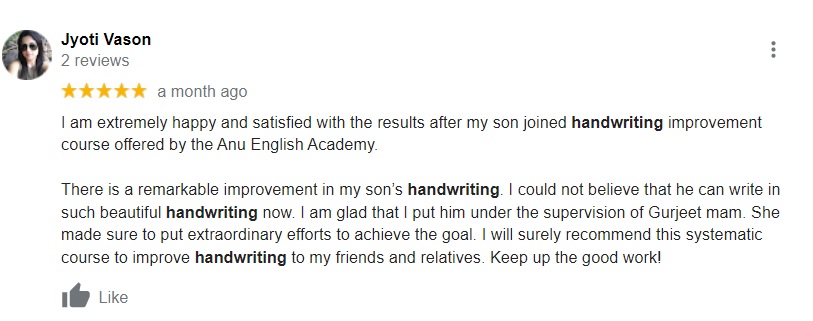 Jyoti Vason
2 reviews
a month ago
I am extremely happy and satisfied with the results after my son joined handwriting improvement
course offered by the Anu English Academy.
There is a remarkable improvement in my son’s handwriting. I could not believe that he can write in
such beautiful handwriting now. I am glad that I put him under the supervision of Gurjeet mam. She
made sure to put extraordinary efforts to achieve the goal. I will surely recommend this systematic
course to improve handwriting to my friends and relatives. Keep up the good work!
Like